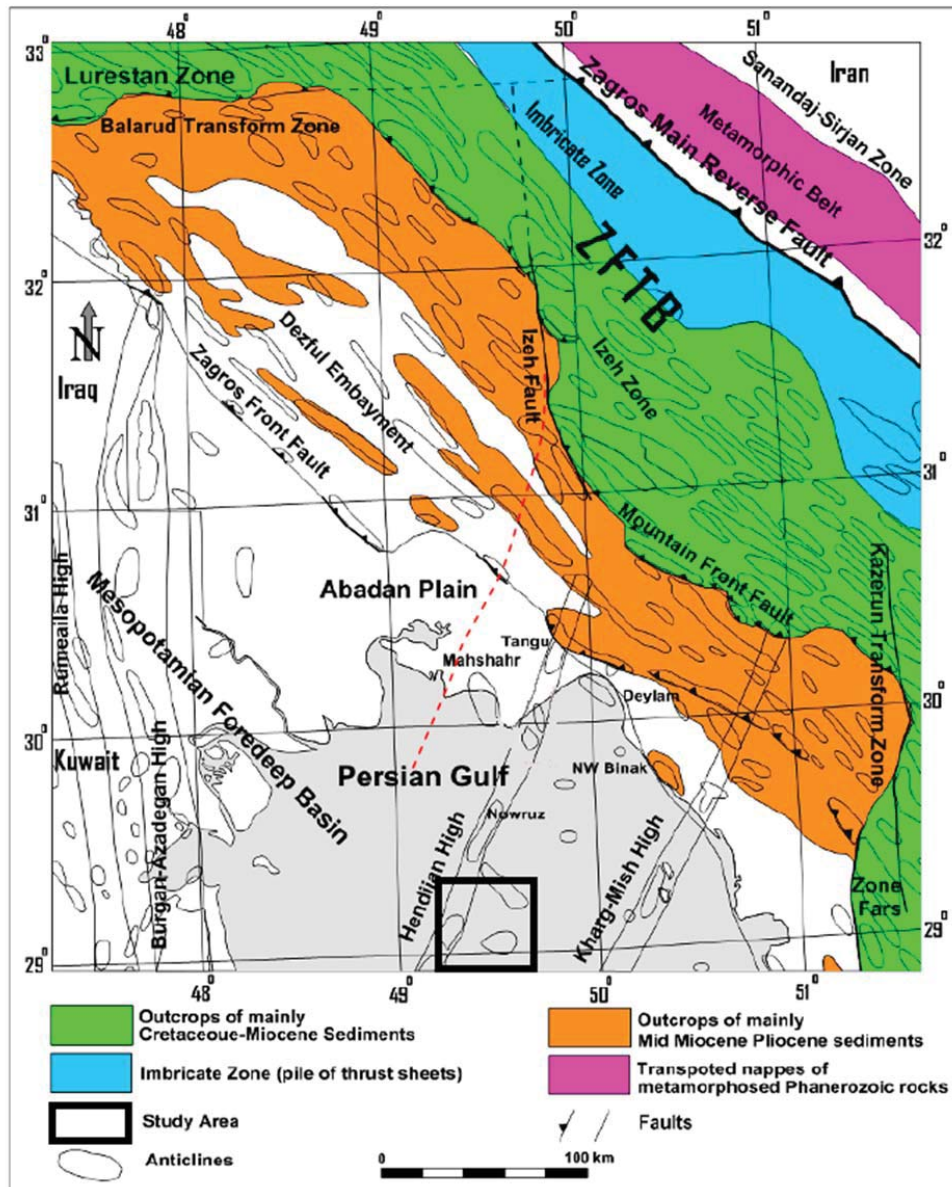 48°
49°
50°
51°
33°
Lurestan Zone
Balarud Transform Zone
Imbricate Zone
Zagros Main Reverse Fault
Metamorphic Belt
Sanandaj-Sirjan Zone
Iran
32°
32°
ZFTB
N
Iraq
Dezful Embayment
Zagros Front Fault
Izeh Fault
Izeh Zone
31°
31°
Mountain Front Fault
Kazerun Transform Zone
Rumeaila High
Mesopotamian Foredeep Basin
Abadan Plain
Tangu
Mahshahr
Deylam
30°
30°
Kuwait
Burgan-Azadegan High
Persian Gulf
NW Binak
Nowruz
Hendijan High
Kharg-Mish High
Zone
Fars
29°
29°
48°
49°
50°
51°
Outcrops of mainly
Cretaceoue-Miocene Sediments
Outcrops of mainly
Mid Miocene Pliocene sediments
Imbricate Zone (pile of thrust sheets)
Transpoted nappes of
metamorphosed Phanerozoic rocks
Study Area
Faults
Anticlines
0
100 km